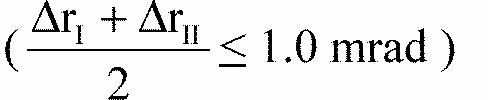 ( (Δr_I + Δr_II) / 2 ≤ 1.0 mrad )